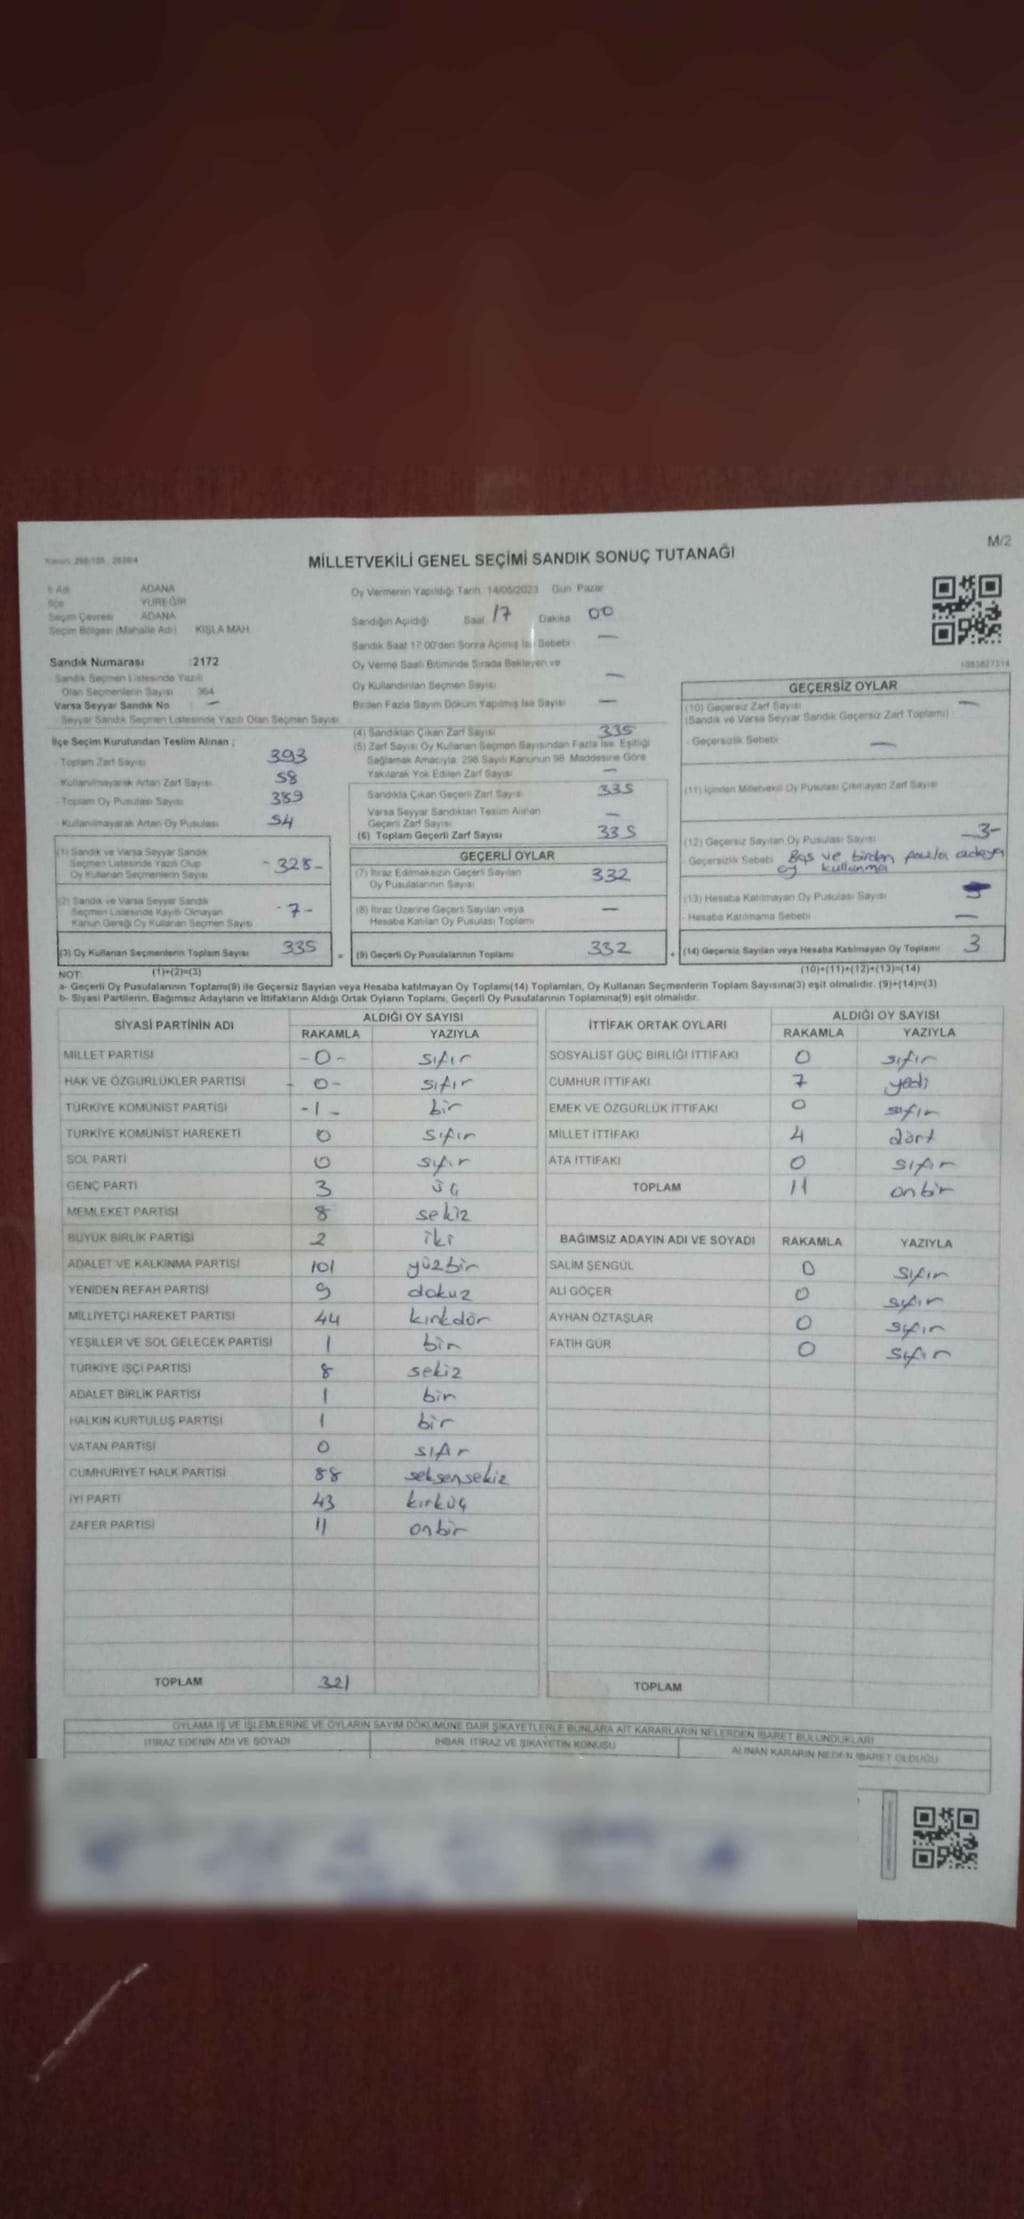 M/2
MİLLETVEKİLİ GENEL SEÇİMİ SANDIK SONUÇ TUTANAĞI
İl Adı ADANA
İlçe YÜREĞİR
Seçim Çevresi ADANA
Seçim Bölgesi (Mahalle Adı) KIŞLA MAH.
Sandık Numarası : 2172
Sandık Seçmen Listesinde Yazılı
Olan Seçmenlerin Sayısı 364
Varsa Seyyar Sandık No —
- Seyyar Sandık Seçmen Listesinde Yazılı Olan Seçmen Sayısı
Oy Vermenin Yapıldığı Tarih 14/05/2023 Gün Pazar
Sandığın Açıldığı Saat 17 Dakika 00
Sandık Saat 17:00'den Sonra Açılmış İse Sebebi —
Oy Verme Saati Bitiminde Sırada Bekleyen ve
Oy Kullandırılan Seçmen Sayısı —
Birden Fazla Sayım Döküm Yapılmış İse Sayısı —
İlçe Seçim Kurulundan Teslim Alınan ;
- Toplam Zarf Sayısı 393
- Kullanılmayarak Artan Zarf Sayısı 58
- Toplam Oy Pusulası Sayısı 389
- Kullanılmayarak Artan Oy Pusulası 54
(1) Sandık ve Varsa Seyyar Sandık
Seçmen Listesinde Yazılı Olup
Oy Kullanan Seçmenlerin Sayısı - 328 -
(2) Sandık ve Varsa Seyyar Sandık
Seçmen Listesinde Kayıtlı Olmayan
Kanun Gereği Oy Kullanan Seçmen Sayısı - 7 -
(3) Oy Kullanan Seçmenlerin Toplam Sayısı 335
(4) Sandıktan Çıkan Zarf Sayısı 335
(5) Zarf Sayısı Oy Kullanan Seçmen Sayısından Fazla İse, Eşitliği
Sağlamak Amacıyla; 298 Sayılı Kanunun 98. Maddesine Göre
Yakılarak Yok Edilen Zarf Sayısı —
Sandıkta Çıkan Geçerli Zarf Sayısı 335
Varsa Seyyar Sandıktan Teslim Alınan
Geçerli Zarf Sayısı —
(6) Toplam Geçerli Zarf Sayısı 335
GEÇERLİ OYLAR
(7) İtiraz Edilmeksizin Geçerli Sayılan
Oy Pusulalarının Sayısı 332
(8) İtiraz Üzerine Geçerli Sayılan veya
Hesaba Katılan Oy Pusulası Toplamı —
= (9) Geçerli Oy Pusulalarının Toplamı 332
GEÇERSİZ OYLAR
(10) Geçersiz Zarf Sayısı —
(Sandık ve Varsa Seyyar Sandık Geçersiz Zarf Toplamı)
- Geçersizlik Sebebi —
(11) İçinden Milletvekili Oy Pusulası Çıkmayan Zarf Sayısı
(12) Geçersiz Sayılan Oy Pusulası Sayısı -3-
- Geçersizlik Sebebi Boş ve birden fazla adaya
oy kullanma
(13) Hesaba Katılmayan Oy Pusulası Sayısı
- Hesaba Katılmama Sebebi —
+ (14) Geçersiz Sayılan veya Hesaba Katılmayan Oy Toplamı 3
NOT: (1)+(2)=(3) (10)+(11)+(12)+(13)=(14)
a- Geçerli Oy Pusulalarının Toplamı(9) ile Geçersiz Sayılan veya Hesaba katılmayan Oy Toplamı(14) Toplamları, Oy Kullanan Seçmenlerin Toplam Sayısına(3) eşit olmalıdır. (9)+(14)=(3)
b- Siyasi Partilerin, Bağımsız Adayların ve İttifakların Aldığı Ortak Oyların Toplamı, Geçerli Oy Pusulalarının Toplamına(9) eşit olmalıdır.
SİYASİ PARTİNİN ADI ALDIĞI OY SAYISI
RAKAMLA YAZIYLA
MİLLET PARTİSİ - 0 - sıfır
HAK VE ÖZGÜRLÜKLER PARTİSİ - 0 - sıfır
TÜRKİYE KOMÜNİST PARTİSİ - 1 - bir
TÜRKİYE KOMÜNİST HAREKETİ 0 sıfır
SOL PARTİ 0 sıfır
GENÇ PARTİ 3 üç
MEMLEKET PARTİSİ 8 sekiz
BÜYÜK BİRLİK PARTİSİ 2 iki
ADALET VE KALKINMA PARTİSİ 101 yüzbir
YENİDEN REFAH PARTİSİ 9 dokuz
MİLLİYETÇİ HAREKET PARTİSİ 44 kırkdör
YEŞİLLER VE SOL GELECEK PARTİSİ 1 bir
TÜRKİYE İŞÇİ PARTİSİ 8 sekiz
ADALET BİRLİK PARTİSİ 1 bir
HALKIN KURTULUŞ PARTİSİ 1 bir
VATAN PARTİSİ 0 sıfır
CUMHURİYET HALK PARTİSİ 88 seksensekiz
İYİ PARTİ 43 kırküç
ZAFER PARTİSİ 11 onbir
TOPLAM 321
İTTİFAK ORTAK OYLARI ALDIĞI OY SAYISI
RAKAMLA YAZIYLA
SOSYALİST GÜÇ BİRLİĞİ İTTİFAKI 0 sıfır
CUMHUR İTTİFAKI 7 yedi
EMEK VE ÖZGÜRLÜK İTTİFAKI 0 sıfır
MİLLET İTTİFAKI 4 dört
ATA İTTİFAKI 0 sıfır
TOPLAM 11 onbir
BAĞIMSIZ ADAYIN ADI VE SOYADI RAKAMLA YAZIYLA
SALİM ŞENGÜL 0 sıfır
ALİ GÖÇER 0 sıfır
AYHAN ÖZTAŞLAR 0 sıfır
FATİH GÜR 0 sıfır
TOPLAM
OYLAMA İŞ VE İŞLEMLERİNE VE OYLARIN SAYIM DÖKÜMÜNE DAİR ŞİKAYETLERLE BUNLARA AİT KARARLARIN NELERDEN İBARET BULUNDUKLARI
İTİRAZ EDENİN ADI VE SOYADI İHBAR, İTİRAZ VE ŞİKAYETİN KONUSU ALINAN KARARIN NEDEN İBARET OLDUĞU